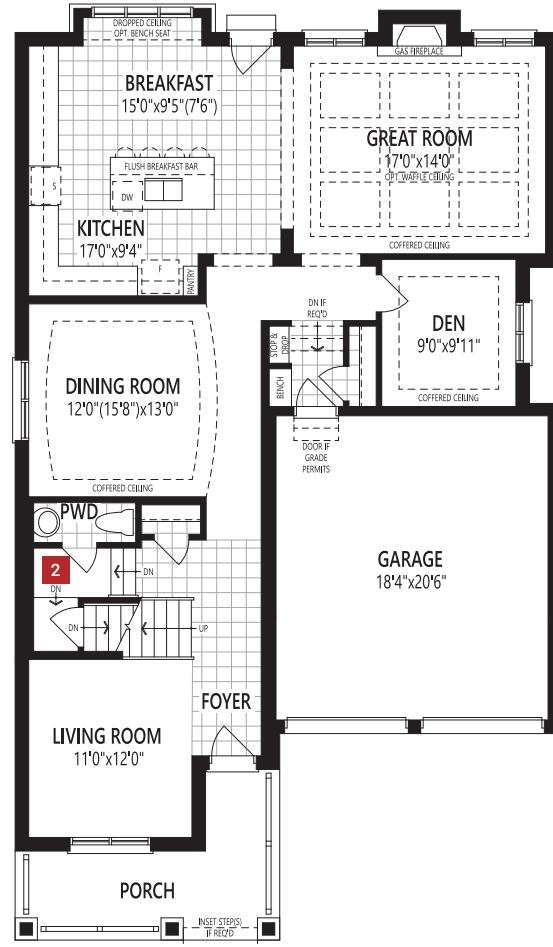 DROPPED CEILING
OPT. BENCH SEAT
GAS FIREPLACE
BREAKFAST
15'0"x9'5"(7'6")
GREAT ROOM
17'0"x14'0"
OPT. WAFFLE CEILING
COFFERED CEILING
FLUSH BREAKFAST BAR
S
DW
KITCHEN
17'0"x9'4"
F
PANTRY
DN IF
REQ'D
STOP &
DROP
BENCH
DEN
9'0"x9'11"
COFFERED CEILING
DINING ROOM
12'0"(15'8")x13'0"
COFFERED CEILING
DOOR IF
GRADE
PERMITS
PWD
2
DN
DN
DN
UP
GARAGE
18'4"x20'6"
FOYER
LIVING ROOM
11'0"x12'0"
PORCH
INSET STEP(S)
IF REQ'D